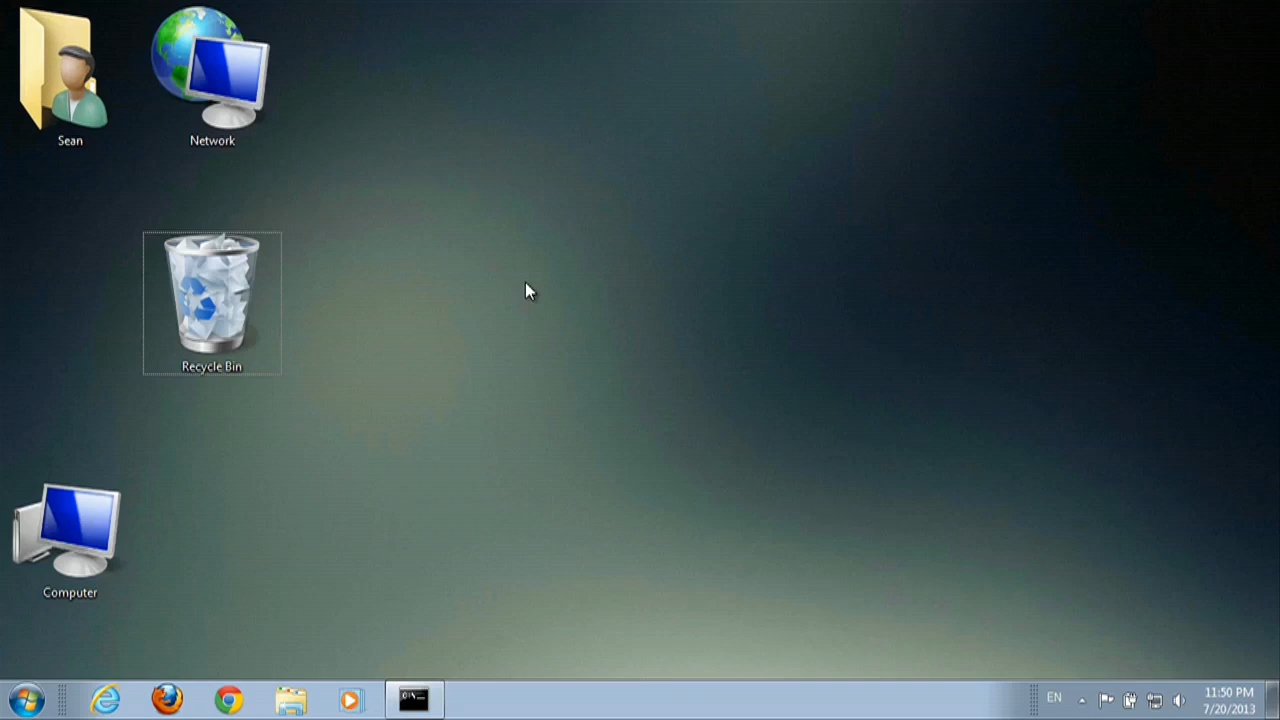 Sean
Network
Recycle Bin
Computer
EN
11:50 PM
7/20/2013